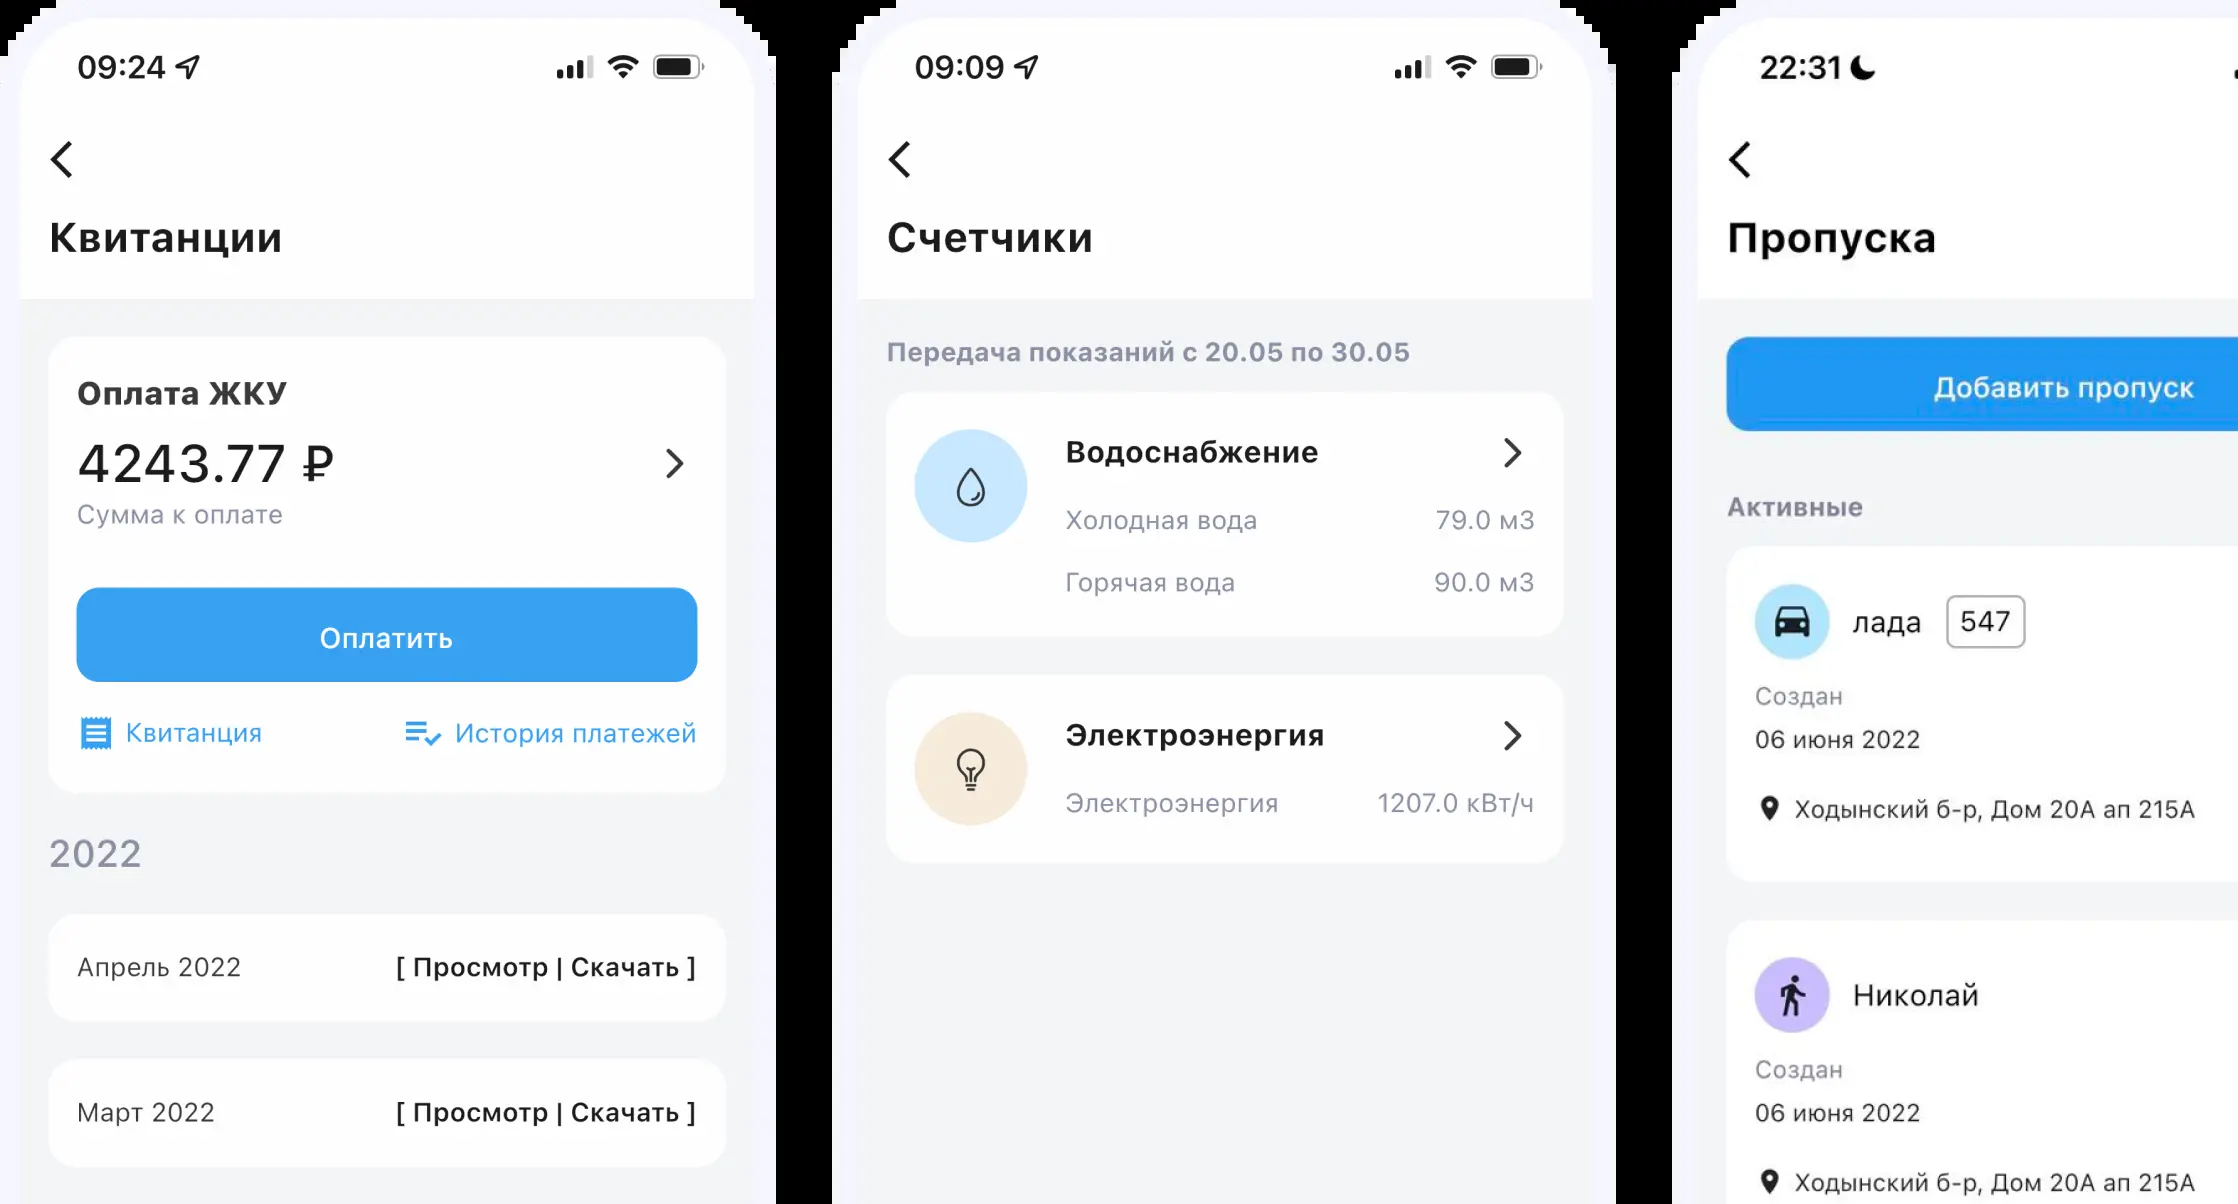 09:24
Квитанции
Оплата ЖКУ
4243.77 ₽
Сумма к оплате
Оплатить
Квитанция
История платежей
2022
Апрель 2022
[ Просмотр | Скачать ]
Март 2022
[ Просмотр | Скачать ]
09:09
Счетчики
Передача показаний с 20.05 по 30.05
Водоснабжение
Холодная вода 79.0 м3
Горячая вода 90.0 м3
Электроэнергия
Электроэнергия 1207.0 кВт/ч
22:31
Пропуска
Добавить пропуск
Активные
лада 547
Создан
06 июня 2022
Ходынский б-р, Дом 20А ап 215А
Николай
Создан
06 июня 2022
Ходынский б-р, Дом 20А ап 215А